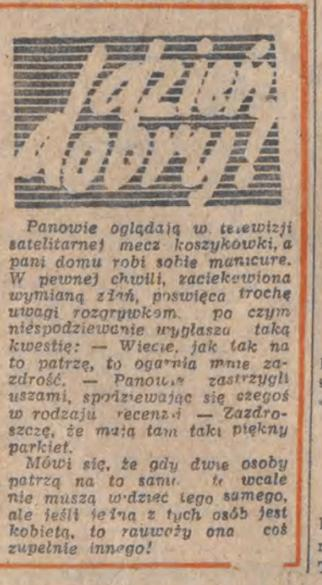 dzień
dobry!
Panowie oglądają w telewizji
satelitarnej mecz koszykówki, a
pani domu robi sobie manicure.
W pewnej chwili, zaciekawiona
wymianą zdań, poświęca trochę
uwagi rozgrywkom, po czym
niespodziewanie wygłasza taką
kwestię: — Wiecie, jak tak na
to patrzę, to ogarnia mnie za-
zdrość. — Panowie zastrzygli
uszami, spodziewając się czegoś
w rodzaju recenzji — Zazdro-
szczę, że mają tam taki piękny
parkiet.
Mówi się, że gdy dwie osoby
patrzą na to samo, to wcale
nie muszą widzieć tego samego,
ale jeśli jedną z tych osób jest
kobieta, to zauważy ona coś
zupełnie innego!